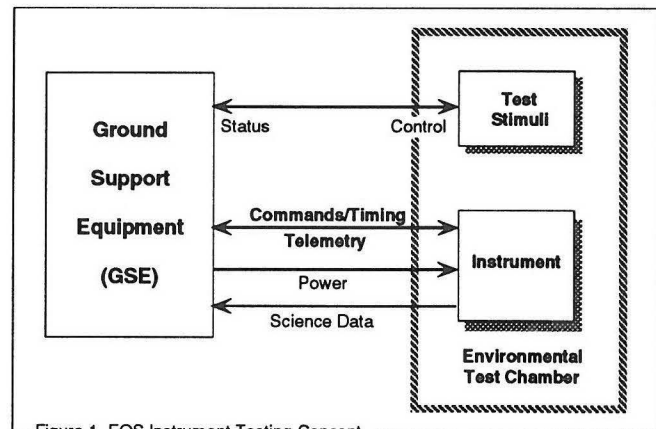 Ground
Support
Equipment
(GSE)
Status
Control
Test
Stimuli
Commands/Timing
Telemetry
Power
Science Data
Instrument
Environmental
Test Chamber
Figure 1. EOS Instrument Testing Concept